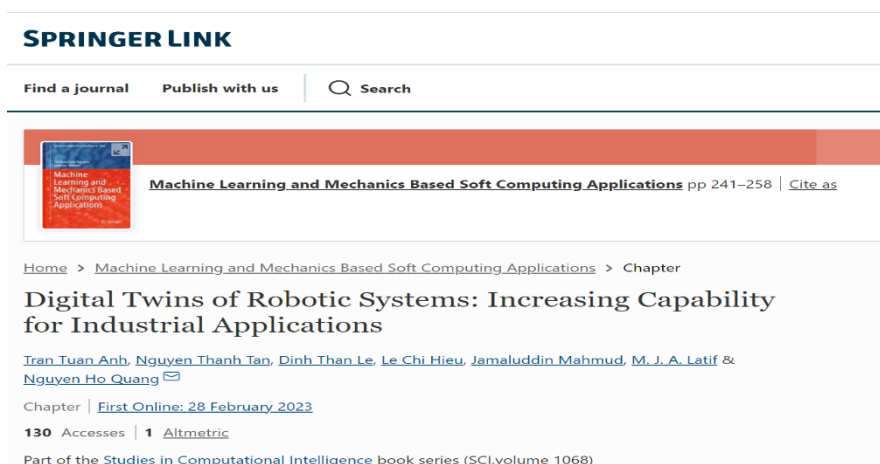 SPRINGER LINK
Find a journal Publish with us Search
Machine
Learning and
Mechanics Based
Soft Computing
Applications
Machine Learning and Mechanics Based Soft Computing Applications pp 241–258 | Cite as
Home > Machine Learning and Mechanics Based Soft Computing Applications > Chapter
Digital Twins of Robotic Systems: Increasing Capability
for Industrial Applications
Tran Tuan Anh, Nguyen Thanh Tan, Dinh Than Le, Le Chi Hieu, Jamaluddin Mahmud, M. J. A. Latif &
Nguyen Ho Quang
Chapter | First Online: 28 February 2023
130 Accesses | 1 Altmetric
Part of the Studies in Computational Intelligence book series (SCI,volume 1068)